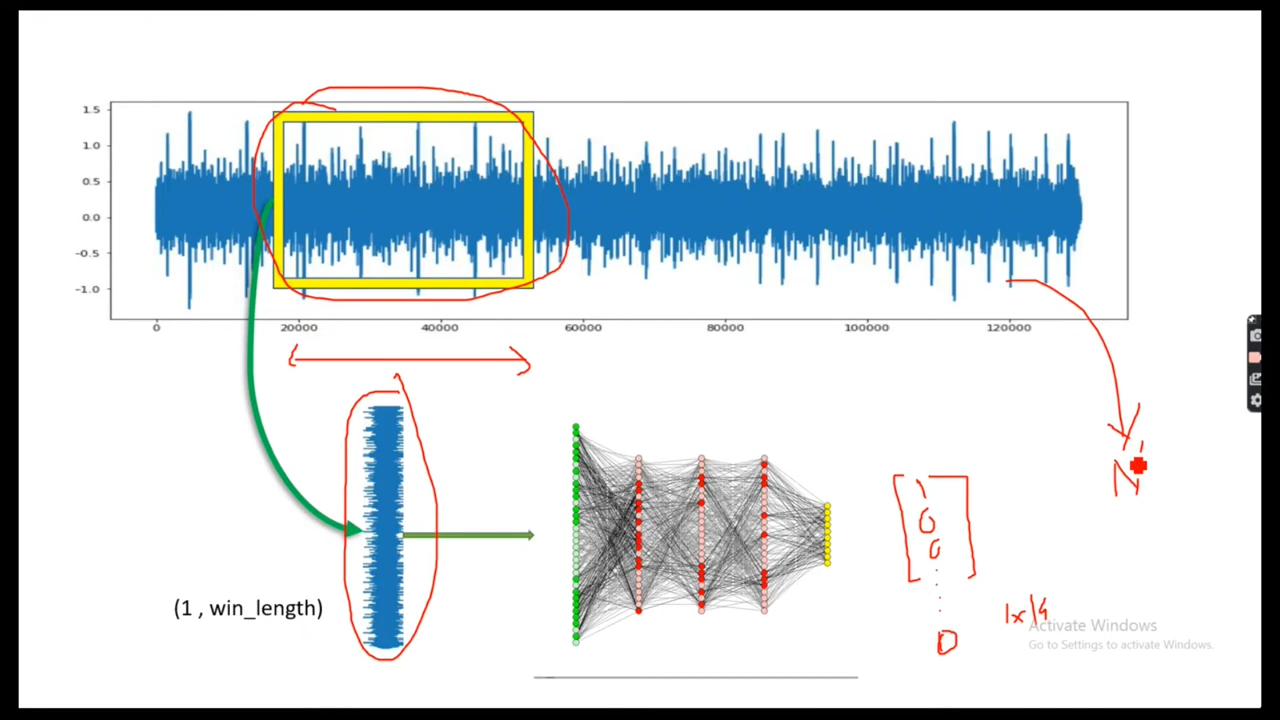 1.5
1.0
0.5
0.0
−0.5
−1.0
0 20000 40000 60000 80000 100000 120000
N
1
0
0
(1 , win_length)
0
Activate Windows
Go to Settings to activate Windows.